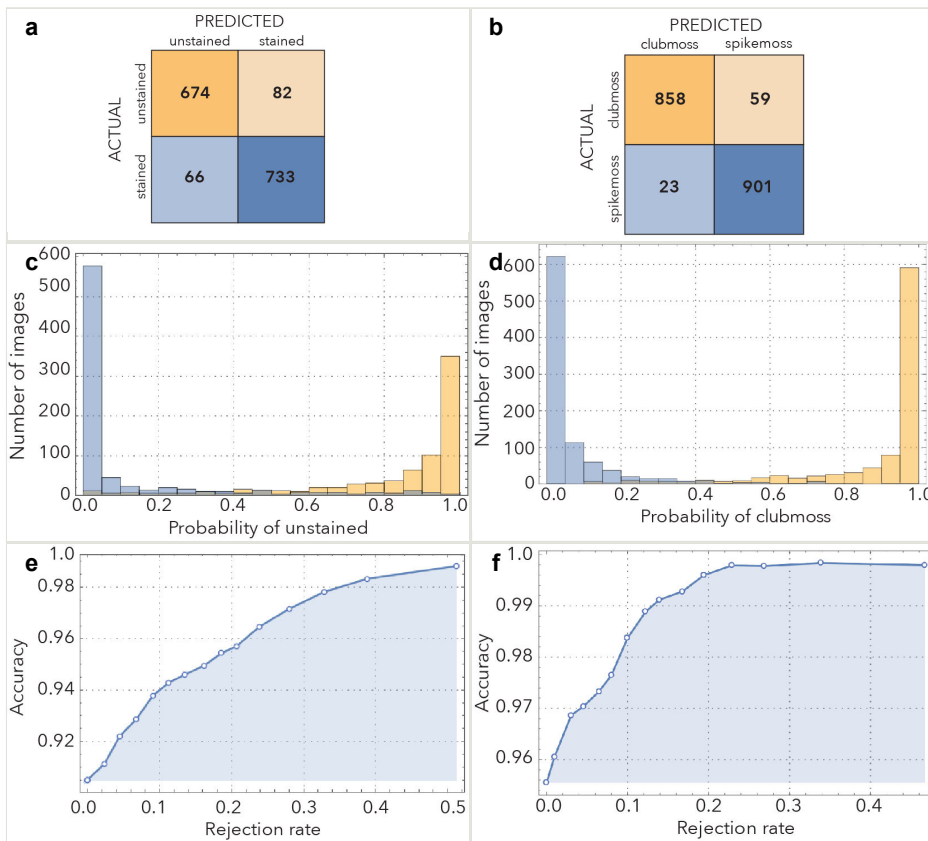 a
PREDICTED
unstained stained
ACTUAL
unstained
674 82
stained
66 733
b
PREDICTED
clubmoss spikemoss
ACTUAL
clubmoss
858 59
spikemoss
23 901
c
Number of images
600
500
400
300
200
100
0
0.0 0.2 0.4 0.6 0.8 1.0
Probability of unstained
d
Number of images
600
500
400
300
200
100
0
0.0 0.2 0.4 0.6 0.8 1.0
Probability of clubmoss
e
Accuracy
1.0
0.98
0.96
0.94
0.92
0.0 0.1 0.2 0.3 0.4 0.5
Rejection rate
f
Accuracy
1.0
0.99
0.98
0.97
0.96
0.0 0.1 0.2 0.3 0.4
Rejection rate